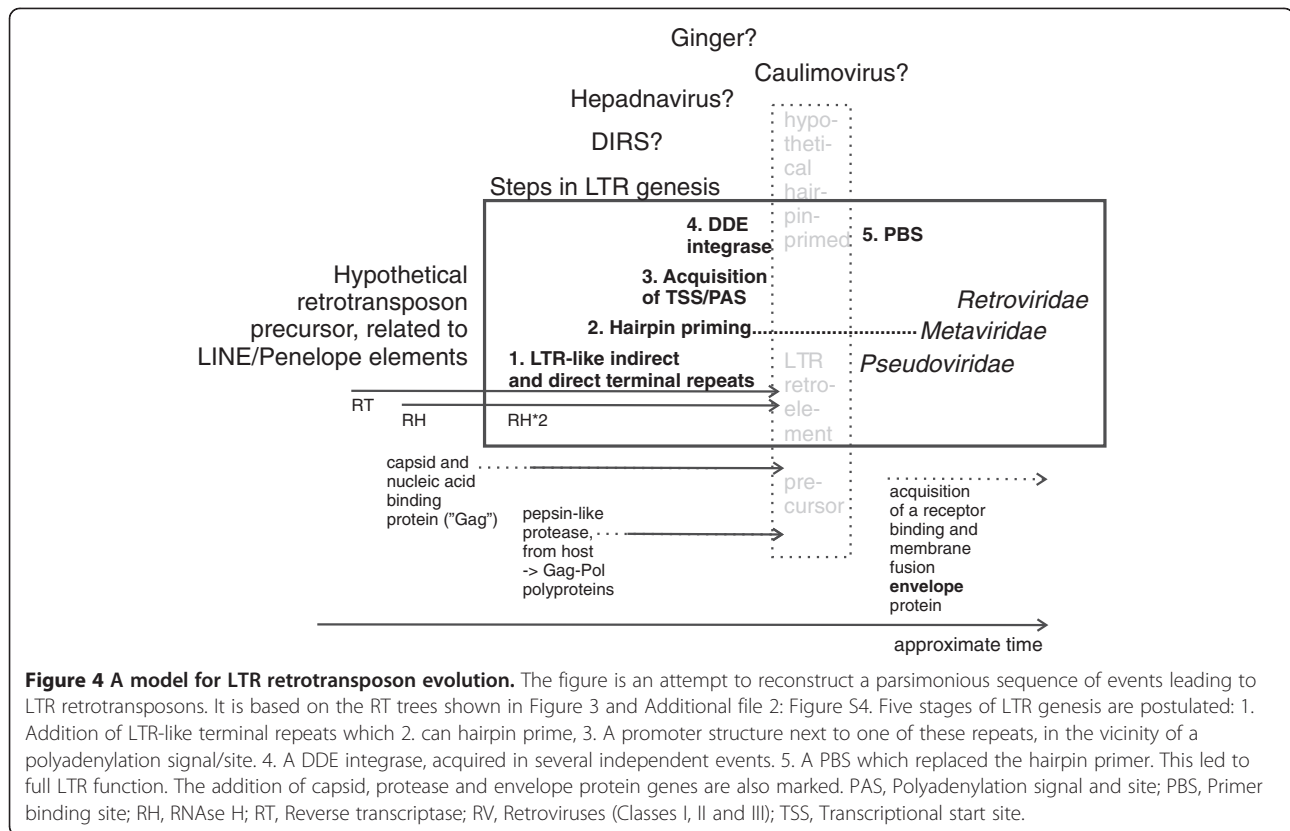 Ginger?
Caulimovirus?
Hepadnavirus?
DIRS?
hypo-
theti-
cal
hair-
pin-
primed
Steps in LTR genesis
4. DDE
integrase
5. PBS
3. Acquisition
of TSS/PAS
Hypothetical
retrotransposon
precursor, related to
LINE/Penelope elements
2. Hairpin priming
Retroviridae
Metaviridae
Pseudoviridae
1. LTR-like indirect
and direct terminal repeats
LTR
retro-
ele-
ment
RT
RH
RH*2
capsid and
nucleic acid
binding
protein ("Gag")
pre-
cursor
pepsin-like
protease,
from host
-> Gag-Pol
polyproteins
acquisition
of a receptor
binding and
membrane
fusion
envelope
protein
approximate time
Figure 4 A model for LTR retrotransposon evolution. The figure is an attempt to reconstruct a parsimonious sequence of events leading to
LTR retrotransposons. It is based on the RT trees shown in Figure 3 and Additional file 2: Figure S4. Five stages of LTR genesis are postulated: 1.
Addition of LTR-like terminal repeats which 2. can hairpin prime, 3. A promoter structure next to one of these repeats, in the vicinity of a
polyadenylation signal/site. 4. A DDE integrase, acquired in several independent events. 5. A PBS which replaced the hairpin primer. This led to
full LTR function. The addition of capsid, protease and envelope protein genes are also marked. PAS, Polyadenylation signal and site; PBS, Primer
binding site; RH, RNAse H; RT, Reverse transcriptase; RV, Retroviruses (Classes I, II and III); TSS, Transcriptional start site.